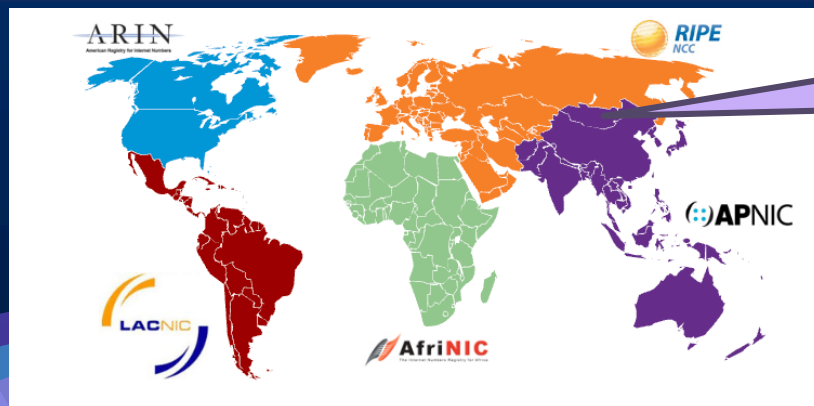 ARIN
American Registry for Internet Numbers
RIPE
NCC
APNIC
LACNIC
AfriNIC
The Internet Numbers Registry for Africa